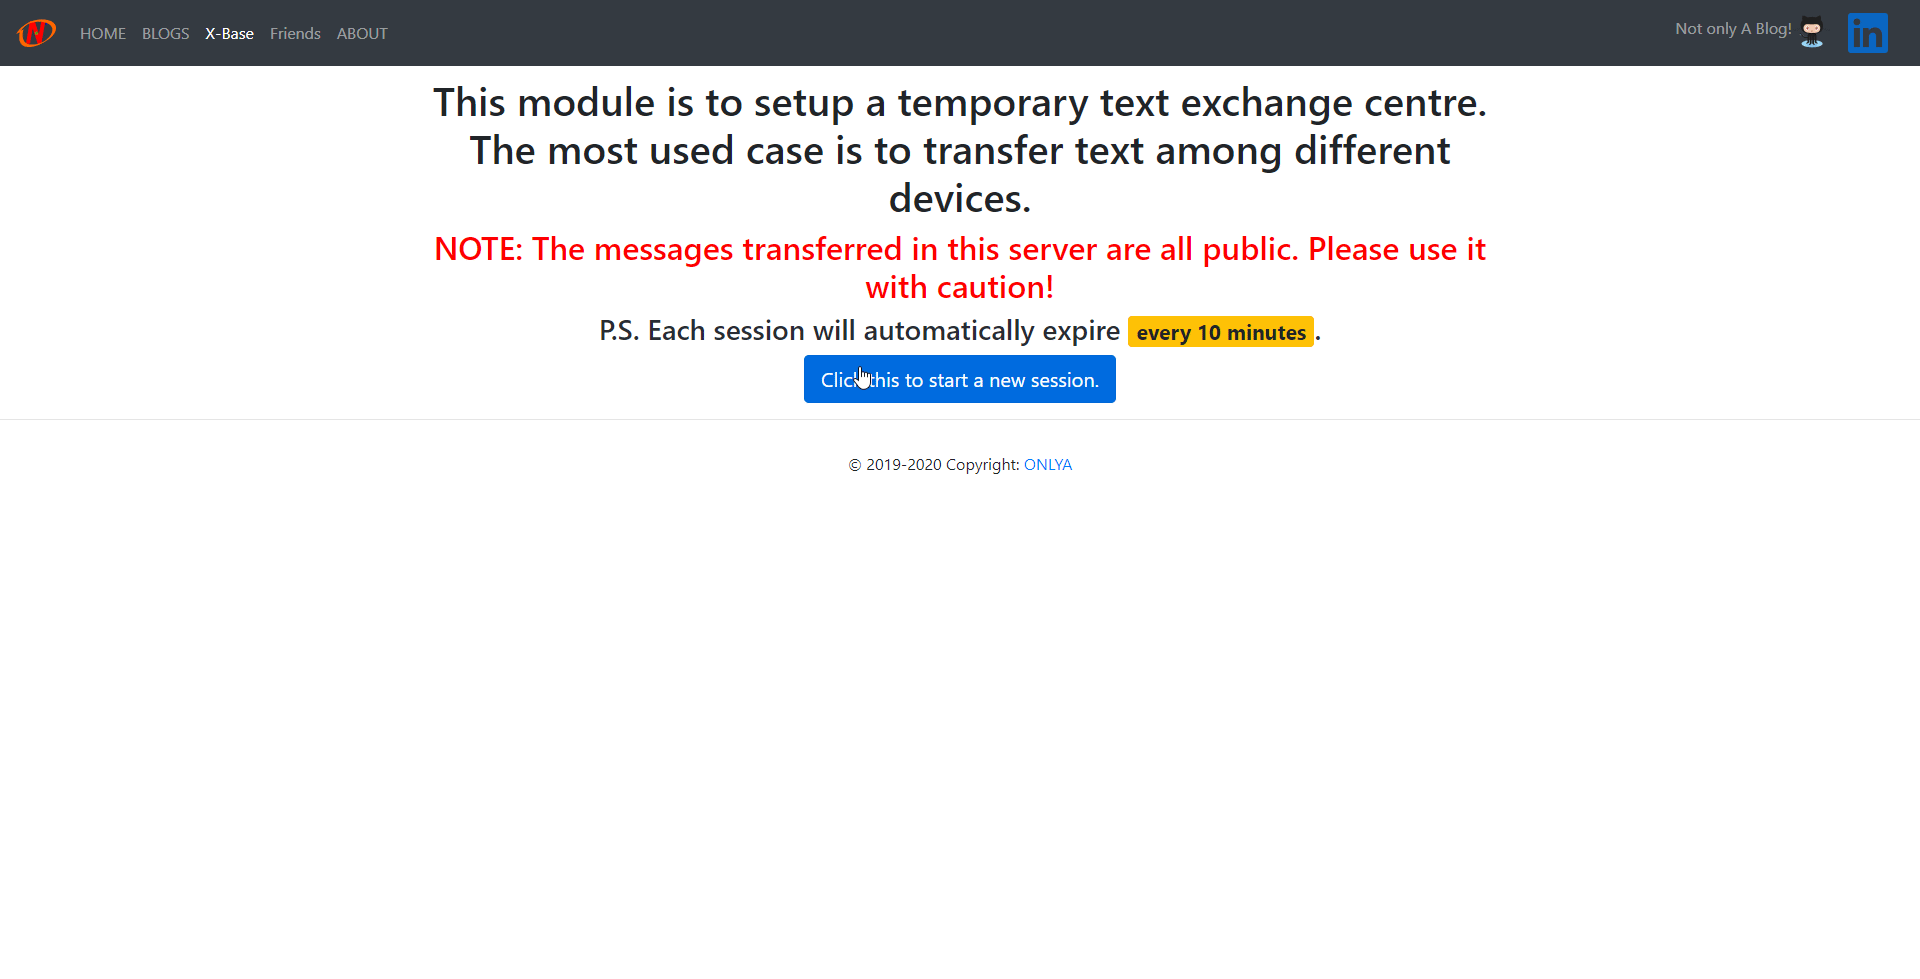 N
HOME BLOGS X-Base Friends ABOUT
Not only A Blog!
in
This module is to setup a temporary text exchange centre.
The most used case is to transfer text among different
devices.
NOTE: The messages transferred in this server are all public. Please use it
with caution!
P.S. Each session will automatically expire every 10 minutes.
Click this to start a new session.
© 2019-2020 Copyright: ONLYA